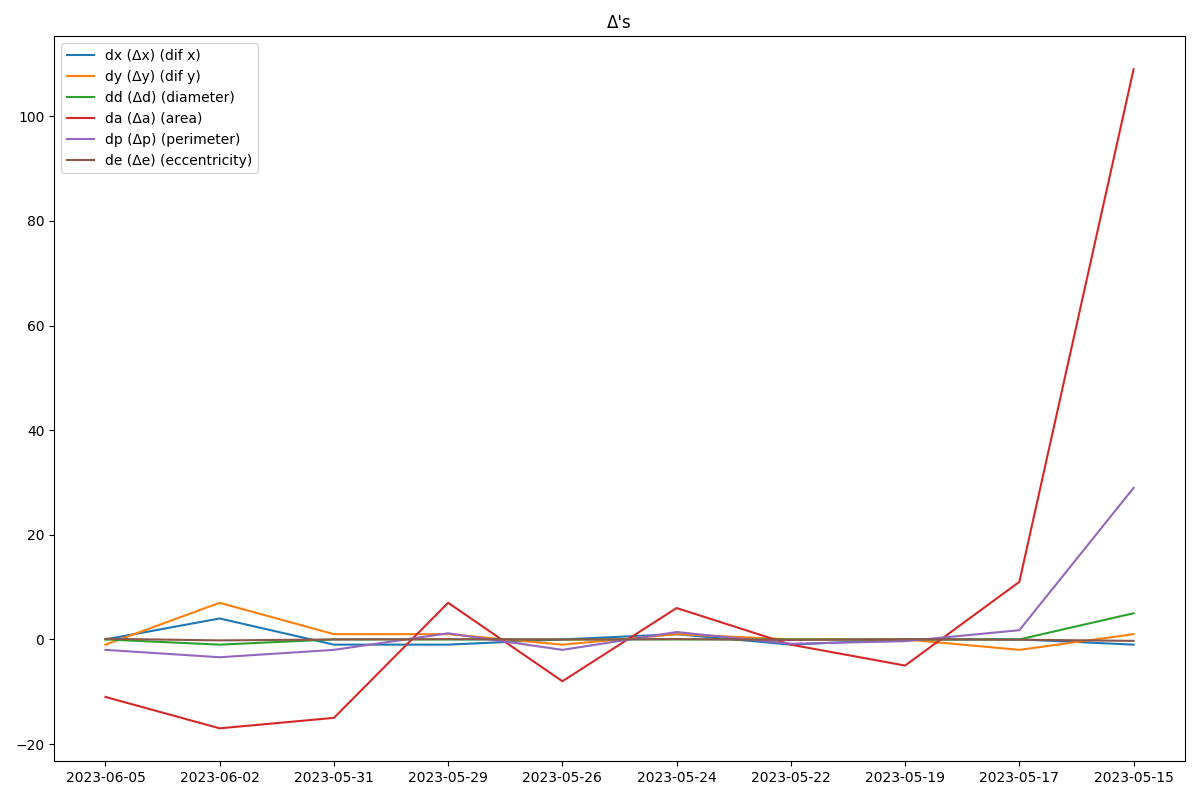 Δ's
dx (Δx) (dif x)
dy (Δy) (dif y)
dd (Δd) (diameter)
da (Δa) (area)
dp (Δp) (perimeter)
de (Δe) (eccentricity)
100
80
60
40
20
0
−20
2023-06-05 2023-06-02 2023-05-31 2023-05-29 2023-05-26 2023-05-24 2023-05-22 2023-05-19 2023-05-17 2023-05-15